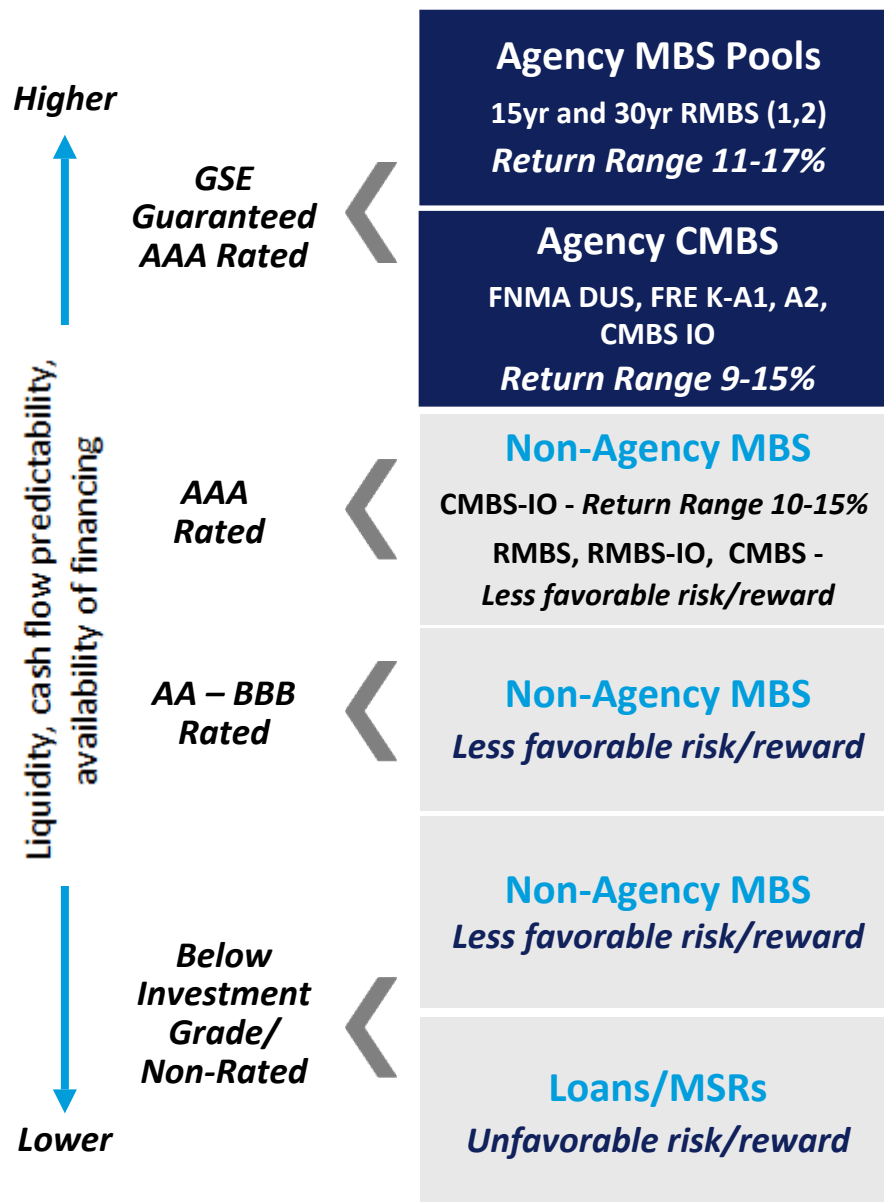 Higher
Liquidity, cash flow predictability,
availability of financing
Lower
GSE
Guaranteed
AAA Rated
Agency MBS Pools
15yr and 30yr RMBS (1,2)
Return Range 11-17%
Agency CMBS
FNMA DUS, FRE K-A1, A2,
CMBS IO
Return Range 9-15%
AAA
Rated
Non-Agency MBS
CMBS-IO - Return Range 10-15%
RMBS, RMBS-IO, CMBS -
Less favorable risk/reward
AA – BBB
Rated
Non-Agency MBS
Less favorable risk/reward
Below
Investment
Grade/
Non-Rated
Non-Agency MBS
Less favorable risk/reward
Loans/MSRs
Unfavorable risk/reward